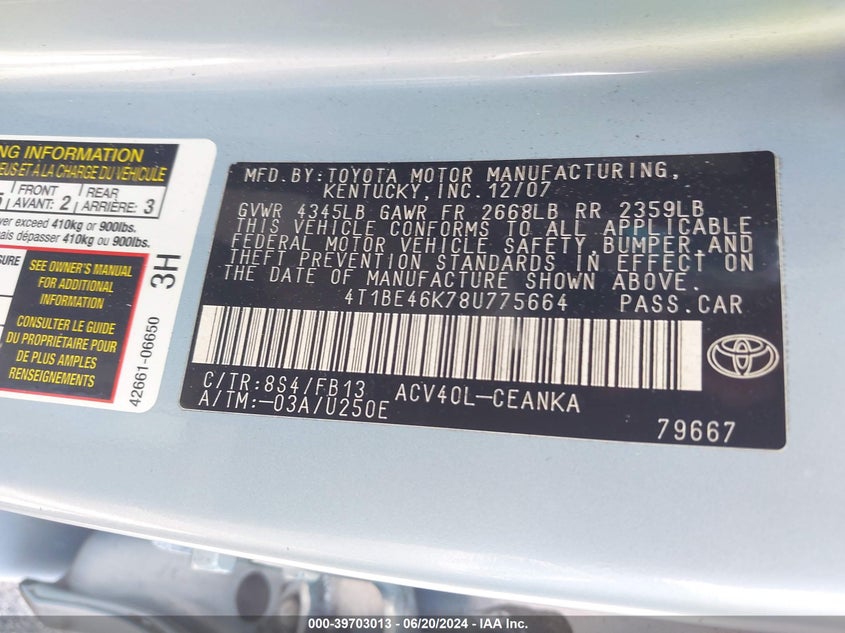 NG INFORMATION
EUS ET A LA CHARGE DU VÉHICULE
FRONT
AVANT: 2
REAR
ARRIÈRE: 3
ver exceed 410kg or 900lbs.
ais dépasser 410kg ou 900lbs.
SURE
SEE OWNER'S MANUAL
FOR ADDITIONAL
INFORMATION
CONSULTER LE GUIDE
DU PROPRIÉTAIRE POUR
DE PLUS AMPLES
RENSEIGNEMENTS
3H
42661-06650
MFD.BY:TOYOTA MOTOR MANUFACTURING,
KENTUCKY,INC.12/07
GVWR 4345LB GAWR FR 2668LB RR 2359LB
THIS VEHICLE CONFORMS TO ALL APPLICABLE
FEDERAL MOTOR VEHICLE SAFETY, BUMPER,AND
THEFT PREVENTION STANDARDS IN EFFECT ON
THE DATE OF MANUFACTURE SHOWN ABOVE.
4T1BE46K78U775664 PASS.CAR
C/TR:8S4/FB13 ACV40L-CEANKA
A/TM:-03A/U250E
79667
TOYOTA
000-39703013 - 06/20/2024 - IAA Inc.